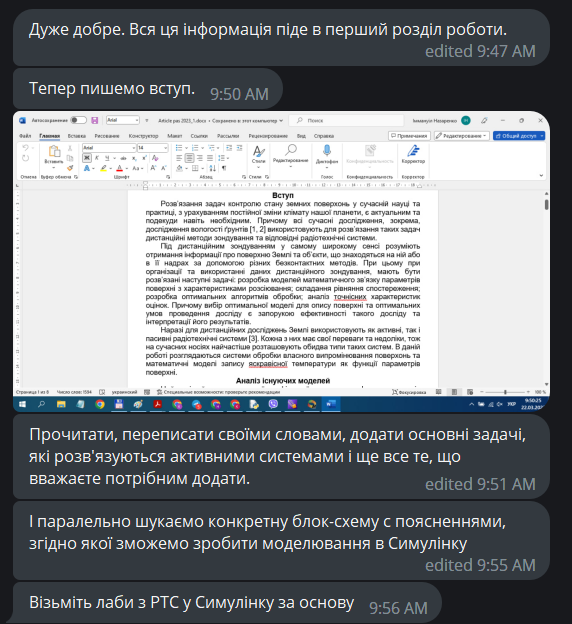 Дуже добре. Вся ця інформація піде в перший розділ роботи.
edited 9:47 AM
Тепер пишемо вступ. 9:50 AM
Автосохранение
Поиск
Файл Главная Вставка Рисование Конструктор Макет Ссылки Рассылки Рецензирование Вид Справка
Примечания Редактирование Общий доступ
Arial 14
Вставить Стили Редактирование Диктофон Конфиденциальность Корректор
Буфер обмена Шрифт Абзац Стили Голос Конфиденциальность Корректор
Вступ
Розв'язання задач контролю стану земних поверхонь у сучасній науці та
практиці, з урахуванням постійної зміни клімату нашої планети, є актуальним та
подекуди навіть необхідним. Причому всі сучасні дослідження, зокрема,
дослідження вологості ґрунтів [1, 2] використовують для розв'язання таких задач
дистанційні методи зондування та відповідні радіотехнічні системи.
Під дистанційним зондуванням у самому широкому сенсі розуміють
отримання інформації про поверхню Землі та об'єкти, що знаходяться на ній або
в її надрах за допомогою різних безконтактних методів. При цьому при
організації та використанні даних дистанційного зондування, мають бути
розв'язані наступні задачі: розробка моделей математичного зв'язку параметрів
поверхні з характеристиками розсіювання; складання рівняння спостереження;
розробка оптимальних алгоритмів обробки; аналіз точнісних характеристик
оцінок. Причому вибір оптимальної моделі для опису поверхні та оптимальних
умов проведення досліду є запорукою ефективності такого досліду та
інтерпретації його результатів.
Наразі для дистанційних досліджень Землі використовують як активні, так і
пасивні радіотехнічні системи [3]. Кожна з них має свої переваги та недоліки, тож
на сучасних носіях найчастіше розташовують обидва типи таких систем. В даній
роботі розглядаються системи обробки власного випромінювання поверхонь та
математичні моделі запису яскравісної температури як функції параметрів
поверхні.
Аналіз існуючих моделей
Страница 1 из 8 Число слов: 1594 украинский Специальные возможности: проверьте рекомендации Фокусировка 100 %
УКР 9:50:25
Прочитати, переписати своїми словами, додати основні задачі,
які розв'язуються активними системами і ще все те, що
вважаєте потрібним додати.
edited 9:51 AM
І паралельно шукаємо конкретну блок-схему с поясненнями,
згідно якої зможемо зробити моделювання в Симулінку
edited 9:55 AM
Візьміть лаби з РТС у Симулінку за основу 9:56 AM